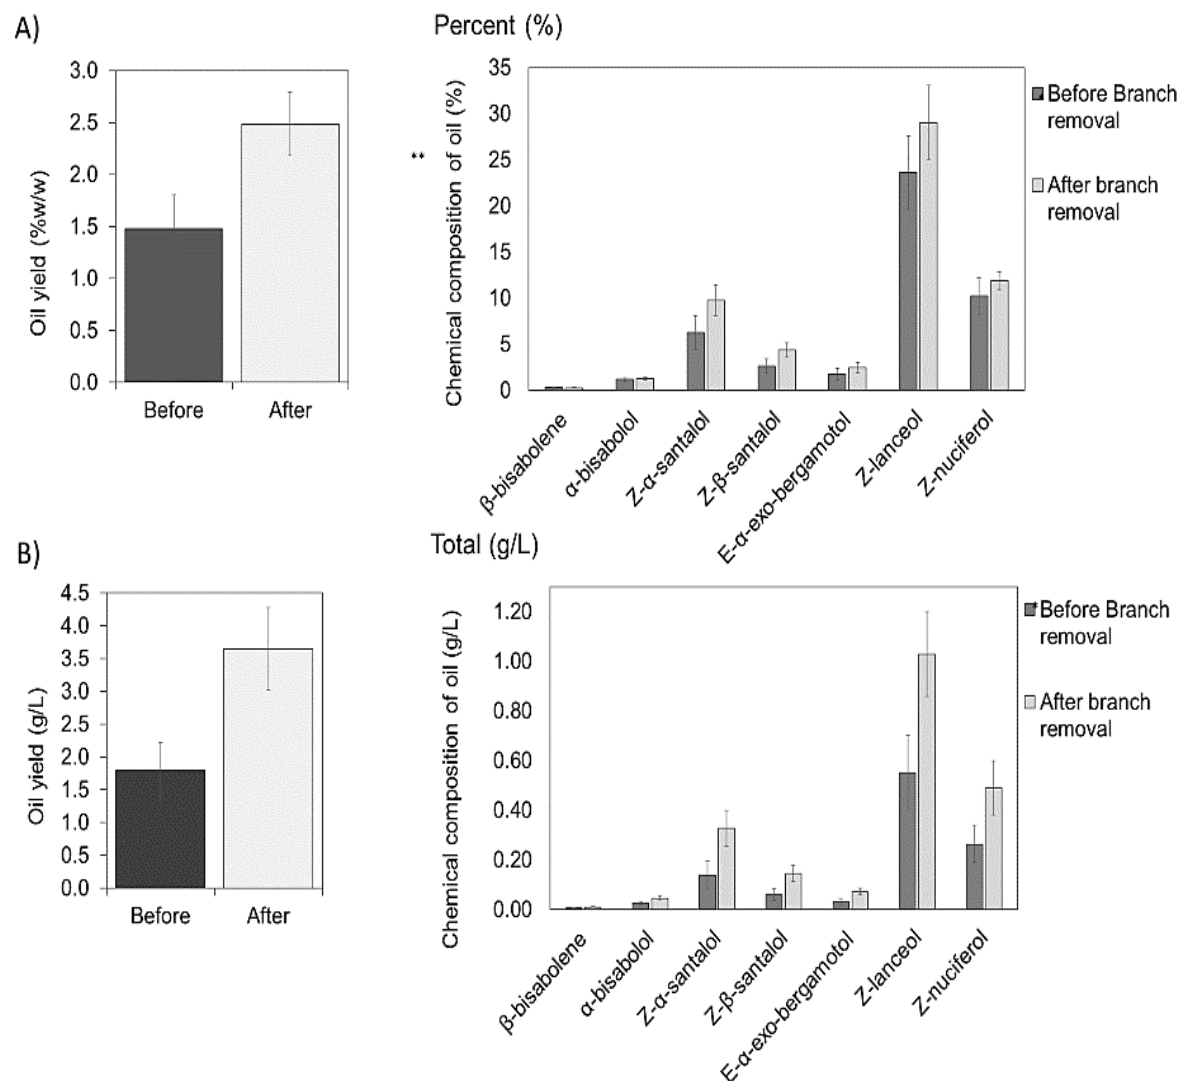 A)
Oil yield (%w/w)
3.0
2.5
2.0
1.5
1.0
0.5
0.0
Before After
Percent (%)
**
Chemical composition of oil (%)
35
30
25
20
15
10
5
0
β-bisabolene
α-bisabolol
Z-α-santalol
Z-β-santalol
E-α-exo-bergamotol
Z-lanceol
Z-nuciferol
Before Branch
removal
After branch
removal
B)
Oil yield (g/L)
4.5
4.0
3.5
3.0
2.5
2.0
1.5
1.0
0.5
0.0
Before After
Total (g/L)
Chemical composition of oil (g/L)
1.20
1.00
0.80
0.60
0.40
0.20
0.00
β-bisabolene
α-bisabolol
Z-α-santalol
Z-β-santalol
E-α-exo-bergamotol
Z-lanceol
Z-nuciferol
*Before Branch
removal
After branch
removal